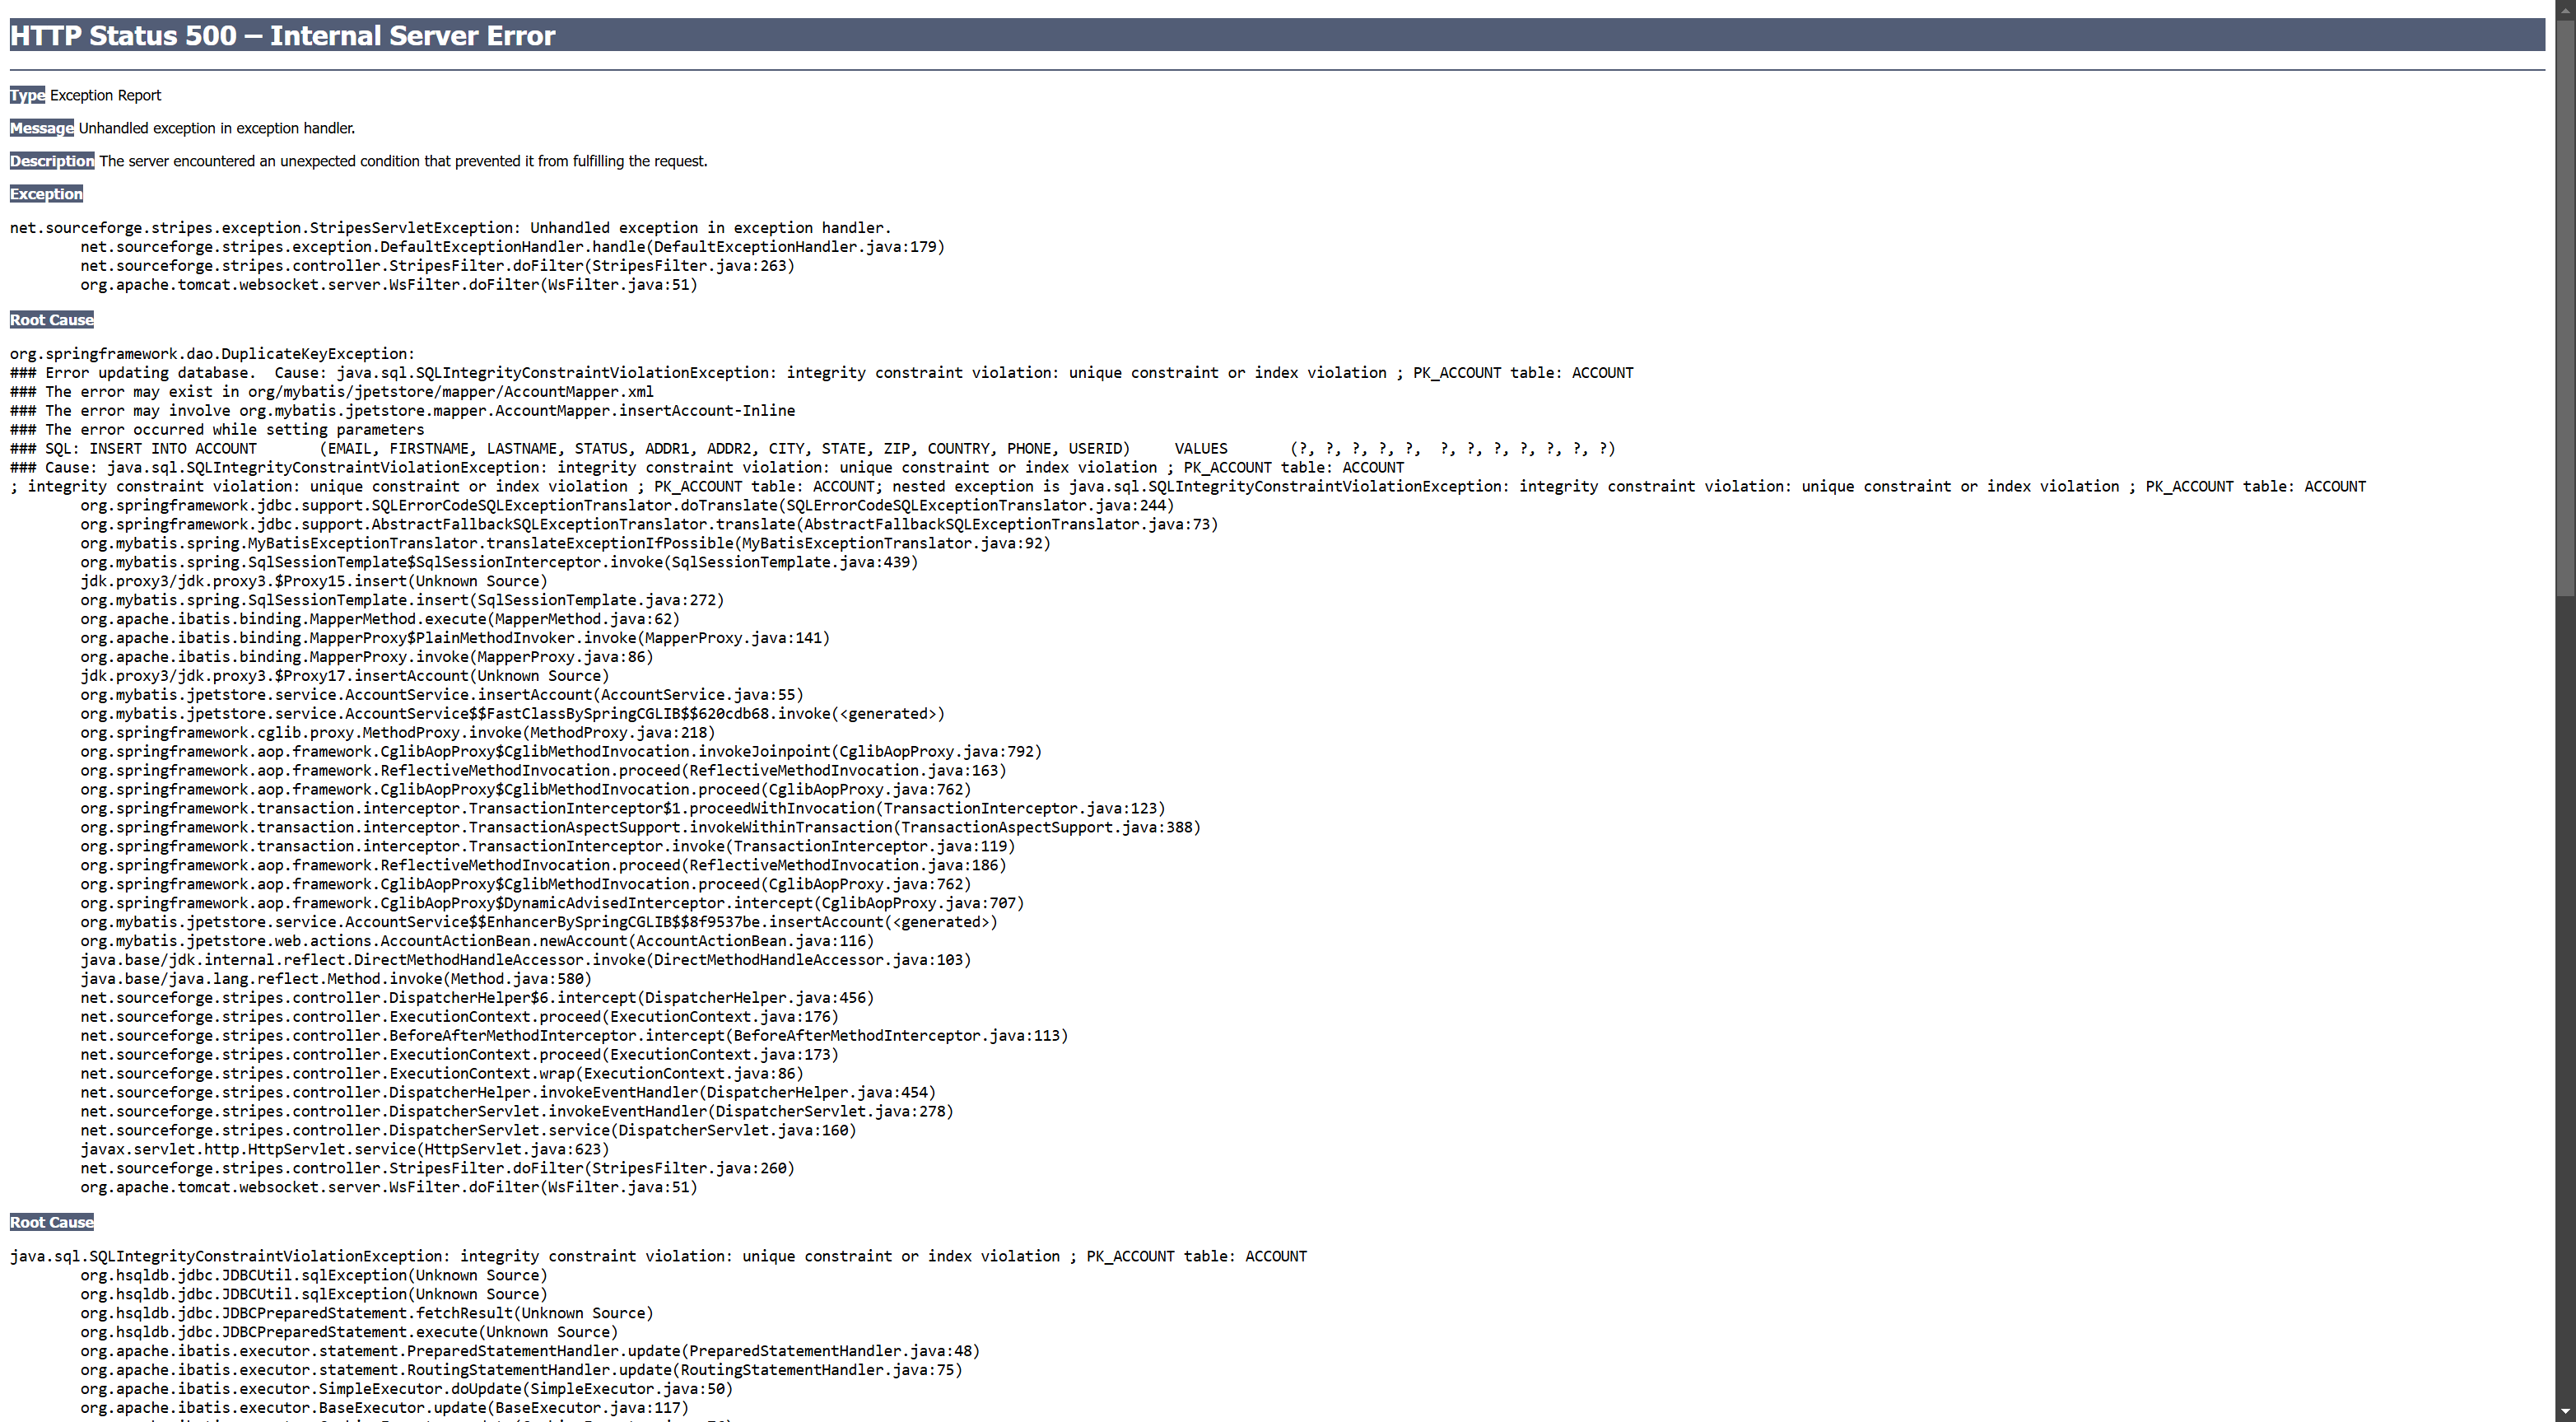 HTTP Status 500 – Internal Server Error
Type Exception Report
Message Unhandled exception in exception handler.
Description The server encountered an unexpected condition that prevented it from fulfilling the request.
Exception
net.sourceforge.stripes.exception.StripesServletException: Unhandled exception in exception handler.
	net.sourceforge.stripes.exception.DefaultExceptionHandler.handle(DefaultExceptionHandler.java:179)
	net.sourceforge.stripes.controller.StripesFilter.doFilter(StripesFilter.java:263)
	org.apache.tomcat.websocket.server.WsFilter.doFilter(WsFilter.java:51)
Root Cause
org.springframework.dao.DuplicateKeyException:
### Error updating database.  Cause: java.sql.SQLIntegrityConstraintViolationException: integrity constraint violation: unique constraint or index violation ; PK_ACCOUNT table: ACCOUNT
### The error may exist in org/mybatis/jpetstore/mapper/AccountMapper.xml
### The error may involve org.mybatis.jpetstore.mapper.AccountMapper.insertAccount-Inline
### The error occurred while setting parameters
### SQL: INSERT INTO ACCOUNT       (EMAIL, FIRSTNAME, LASTNAME, STATUS, ADDR1, ADDR2, CITY, STATE, ZIP, COUNTRY, PHONE, USERID)     VALUES       (?, ?, ?, ?, ?,  ?, ?, ?, ?, ?, ?, ?)
### Cause: java.sql.SQLIntegrityConstraintViolationException: integrity constraint violation: unique constraint or index violation ; PK_ACCOUNT table: ACCOUNT
; integrity constraint violation: unique constraint or index violation ; PK_ACCOUNT table: ACCOUNT; nested exception is java.sql.SQLIntegrityConstraintViolationException: integrity constraint violation: unique constraint or index violation ; PK_ACCOUNT table: ACCOUNT
	org.springframework.jdbc.support.SQLErrorCodeSQLExceptionTranslator.doTranslate(SQLErrorCodeSQLExceptionTranslator.java:244)
	org.springframework.jdbc.support.AbstractFallbackSQLExceptionTranslator.translate(AbstractFallbackSQLExceptionTranslator.java:73)
	org.mybatis.spring.MyBatisExceptionTranslator.translateExceptionIfPossible(MyBatisExceptionTranslator.java:92)
	org.mybatis.spring.SqlSessionTemplate$SqlSessionInterceptor.invoke(SqlSessionTemplate.java:439)
	jdk.proxy3/jdk.proxy3.$Proxy15.insert(Unknown Source)
	org.mybatis.spring.SqlSessionTemplate.insert(SqlSessionTemplate.java:272)
	org.apache.ibatis.binding.MapperMethod.execute(MapperMethod.java:62)
	org.apache.ibatis.binding.MapperProxy$PlainMethodInvoker.invoke(MapperProxy.java:141)
	org.apache.ibatis.binding.MapperProxy.invoke(MapperProxy.java:86)
	jdk.proxy3/jdk.proxy3.$Proxy17.insertAccount(Unknown Source)
	org.mybatis.jpetstore.service.AccountService.insertAccount(AccountService.java:55)
	org.mybatis.jpetstore.service.AccountService$$FastClassBySpringCGLIB$$620cdb68.invoke(<generated>)
	org.springframework.cglib.proxy.MethodProxy.invoke(MethodProxy.java:218)
	org.springframework.aop.framework.CglibAopProxy$CglibMethodInvocation.invokeJoinpoint(CglibAopProxy.java:792)
	org.springframework.aop.framework.ReflectiveMethodInvocation.proceed(ReflectiveMethodInvocation.java:163)
	org.springframework.aop.framework.CglibAopProxy$CglibMethodInvocation.proceed(CglibAopProxy.java:762)
	org.springframework.transaction.interceptor.TransactionInterceptor$1.proceedWithInvocation(TransactionInterceptor.java:123)
	org.springframework.transaction.interceptor.TransactionAspectSupport.invokeWithinTransaction(TransactionAspectSupport.java:388)
	org.springframework.transaction.interceptor.TransactionInterceptor.invoke(TransactionInterceptor.java:119)
	org.springframework.aop.framework.ReflectiveMethodInvocation.proceed(ReflectiveMethodInvocation.java:186)
	org.springframework.aop.framework.CglibAopProxy$CglibMethodInvocation.proceed(CglibAopProxy.java:762)
	org.springframework.aop.framework.CglibAopProxy$DynamicAdvisedInterceptor.intercept(CglibAopProxy.java:707)
	org.mybatis.jpetstore.service.AccountService$$EnhancerBySpringCGLIB$$8f9537be.insertAccount(<generated>)
	org.mybatis.jpetstore.web.actions.AccountActionBean.newAccount(AccountActionBean.java:116)
	java.base/jdk.internal.reflect.DirectMethodHandleAccessor.invoke(DirectMethodHandleAccessor.java:103)
	java.base/java.lang.reflect.Method.invoke(Method.java:580)
	net.sourceforge.stripes.controller.DispatcherHelper$6.intercept(DispatcherHelper.java:456)
	net.sourceforge.stripes.controller.ExecutionContext.proceed(ExecutionContext.java:176)
	net.sourceforge.stripes.controller.BeforeAfterMethodInterceptor.intercept(BeforeAfterMethodInterceptor.java:113)
	net.sourceforge.stripes.controller.ExecutionContext.proceed(ExecutionContext.java:173)
	net.sourceforge.stripes.controller.ExecutionContext.wrap(ExecutionContext.java:86)
	net.sourceforge.stripes.controller.DispatcherHelper.invokeEventHandler(DispatcherHelper.java:454)
	net.sourceforge.stripes.controller.DispatcherServlet.invokeEventHandler(DispatcherServlet.java:278)
	net.sourceforge.stripes.controller.DispatcherServlet.service(DispatcherServlet.java:160)
	javax.servlet.http.HttpServlet.service(HttpServlet.java:623)
	net.sourceforge.stripes.controller.StripesFilter.doFilter(StripesFilter.java:260)
	org.apache.tomcat.websocket.server.WsFilter.doFilter(WsFilter.java:51)
Root Cause
java.sql.SQLIntegrityConstraintViolationException: integrity constraint violation: unique constraint or index violation ; PK_ACCOUNT table: ACCOUNT
	org.hsqldb.jdbc.JDBCUtil.sqlException(Unknown Source)
	org.hsqldb.jdbc.JDBCUtil.sqlException(Unknown Source)
	org.hsqldb.jdbc.JDBCPreparedStatement.fetchResult(Unknown Source)
	org.hsqldb.jdbc.JDBCPreparedStatement.execute(Unknown Source)
	org.apache.ibatis.executor.statement.PreparedStatementHandler.update(PreparedStatementHandler.java:48)
	org.apache.ibatis.executor.statement.RoutingStatementHandler.update(RoutingStatementHandler.java:75)
	org.apache.ibatis.executor.SimpleExecutor.doUpdate(SimpleExecutor.java:50)
	org.apache.ibatis.executor.BaseExecutor.update(BaseExecutor.java:117)